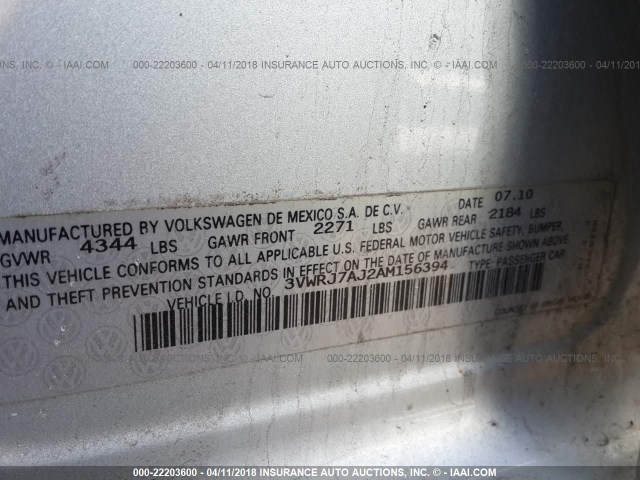 000-22203600 - 04/11/2018 INSURANCE AUTO AUCTIONS, INC. © - IAAI.COM
MANUFACTURED BY VOLKSWAGEN DE MEXICO S.A. DE C.V. DATE 07.10
GVWR 4344 LBS GAWR FRONT 2271 LBS GAWR REAR 2184 LBS
THIS VEHICLE CONFORMS TO ALL APPLICABLE U.S. FEDERAL MOTOR VEHICLE SAFETY, BUMPER,
AND THEFT PREVENTION STANDARDS IN EFFECT ON THE DATE OF MANUFACTURE SHOWN ABOVE.
VEHICLE I.D. NO. 3VWRJ7AJ2AM156394 TYPE: PASSENGER CAR
000-22203600 - 04/11/2018 INSURANCE AUTO AUCTIONS, INC. © - IAAI.COM
000-22203600 - 04/11/2018 INSURANCE AUTO AUCTIONS, INC. © - IAAI.COM